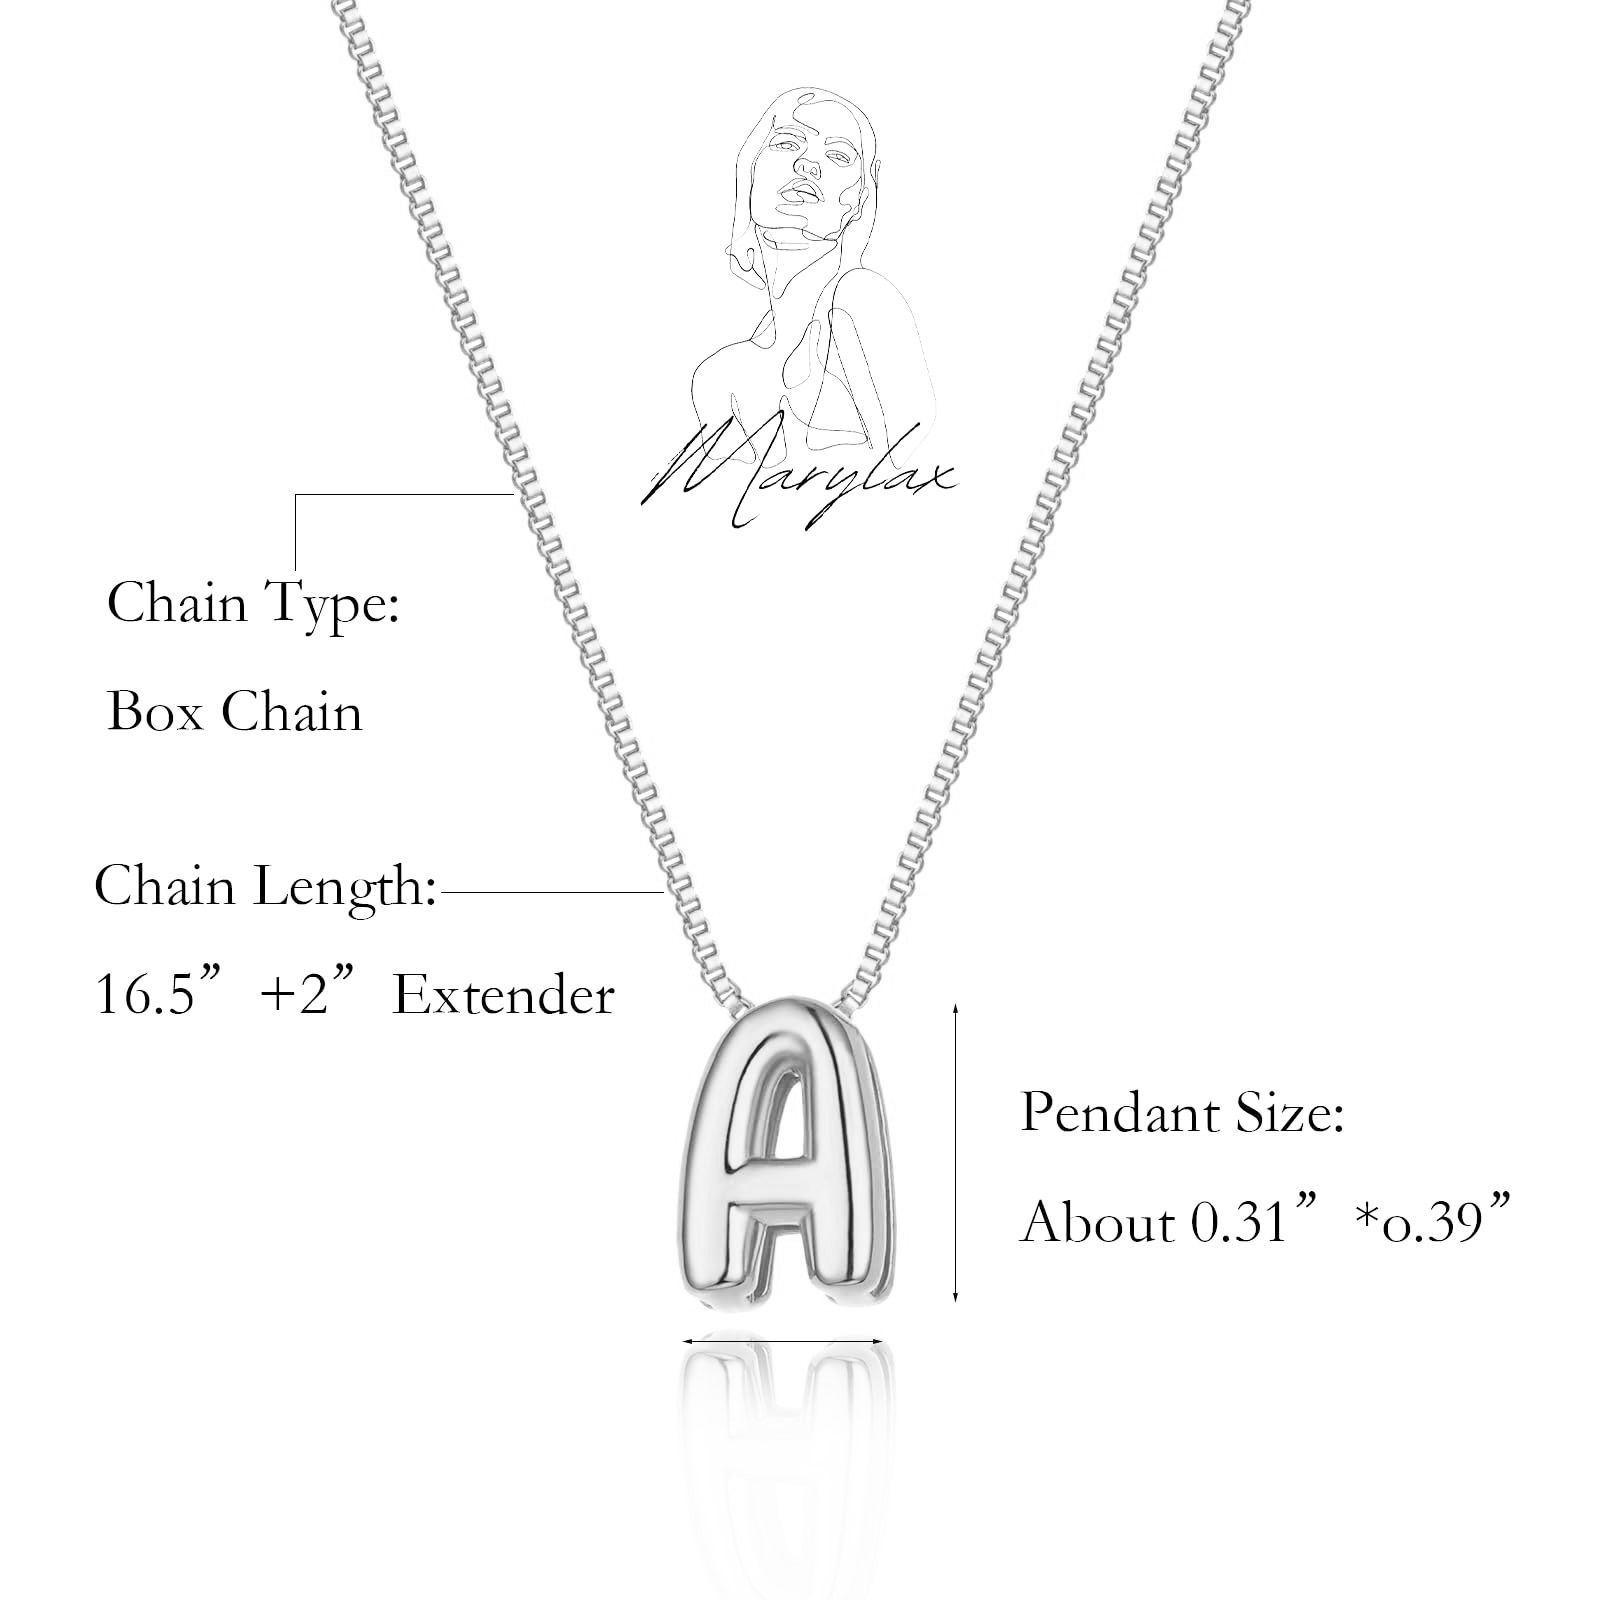 Marylax
Chain Type:
Box Chain
Chain Length:
16.5” +2” Extender
A
Pendant Size:
About 0.31” *o.39”